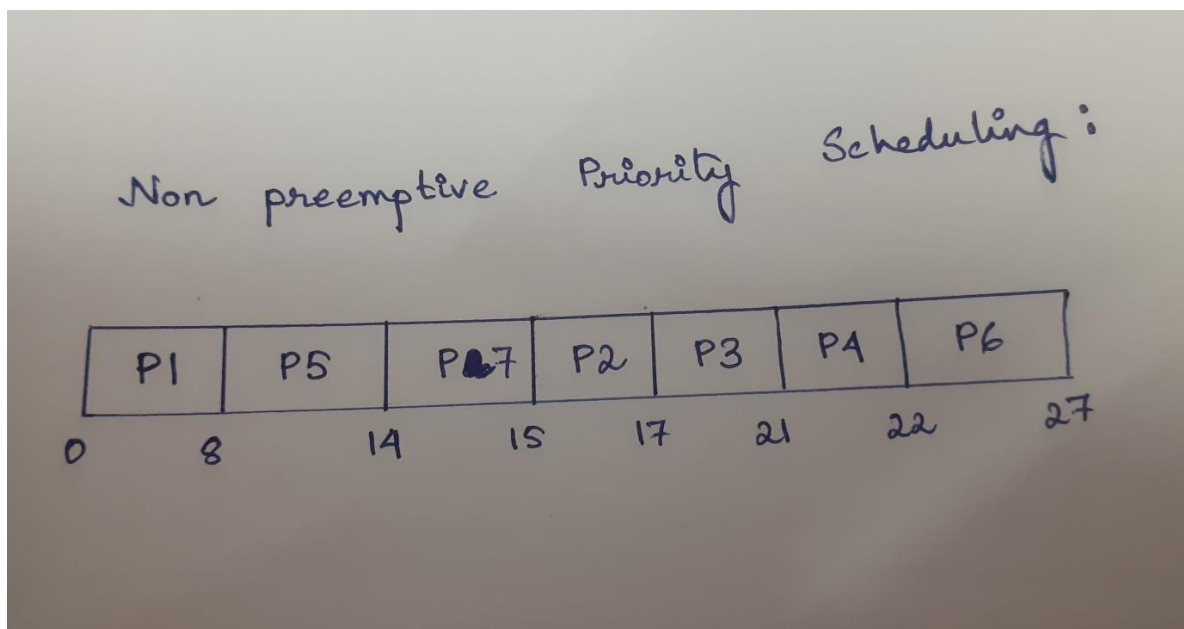 Non preemptive Priority Scheduling :
P1 P5 P7 P2 P3 P4 P6
0 8 14 15 17 21 22 27